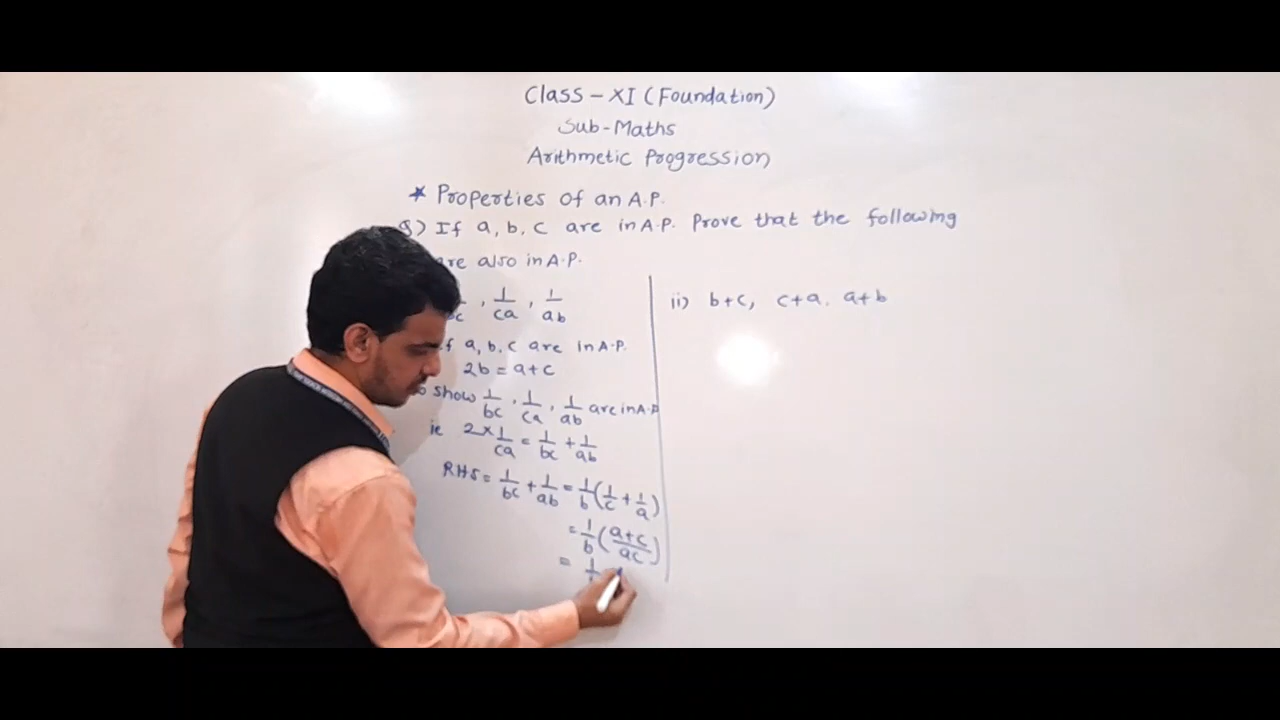 Class - XI (Foundation)
Sub-Maths
Arithmetic Progression
* Properties of an A.P.
Q) If a, b, c are in A.P. Prove that the following
are also in A.P.
, 1/ca , 1/ab
a, b, c are in A.P.
2b = a+c
show 1/bc , 1/ca , 1/ab are in A.P
ie 2 × 1/ca = 1/bc + 1/ab
RHS = 1/bc + 1/ab = 1/b (1/c + 1/a)
= 1/b (a+c/ac)
ii) b+c, c+a, a+b